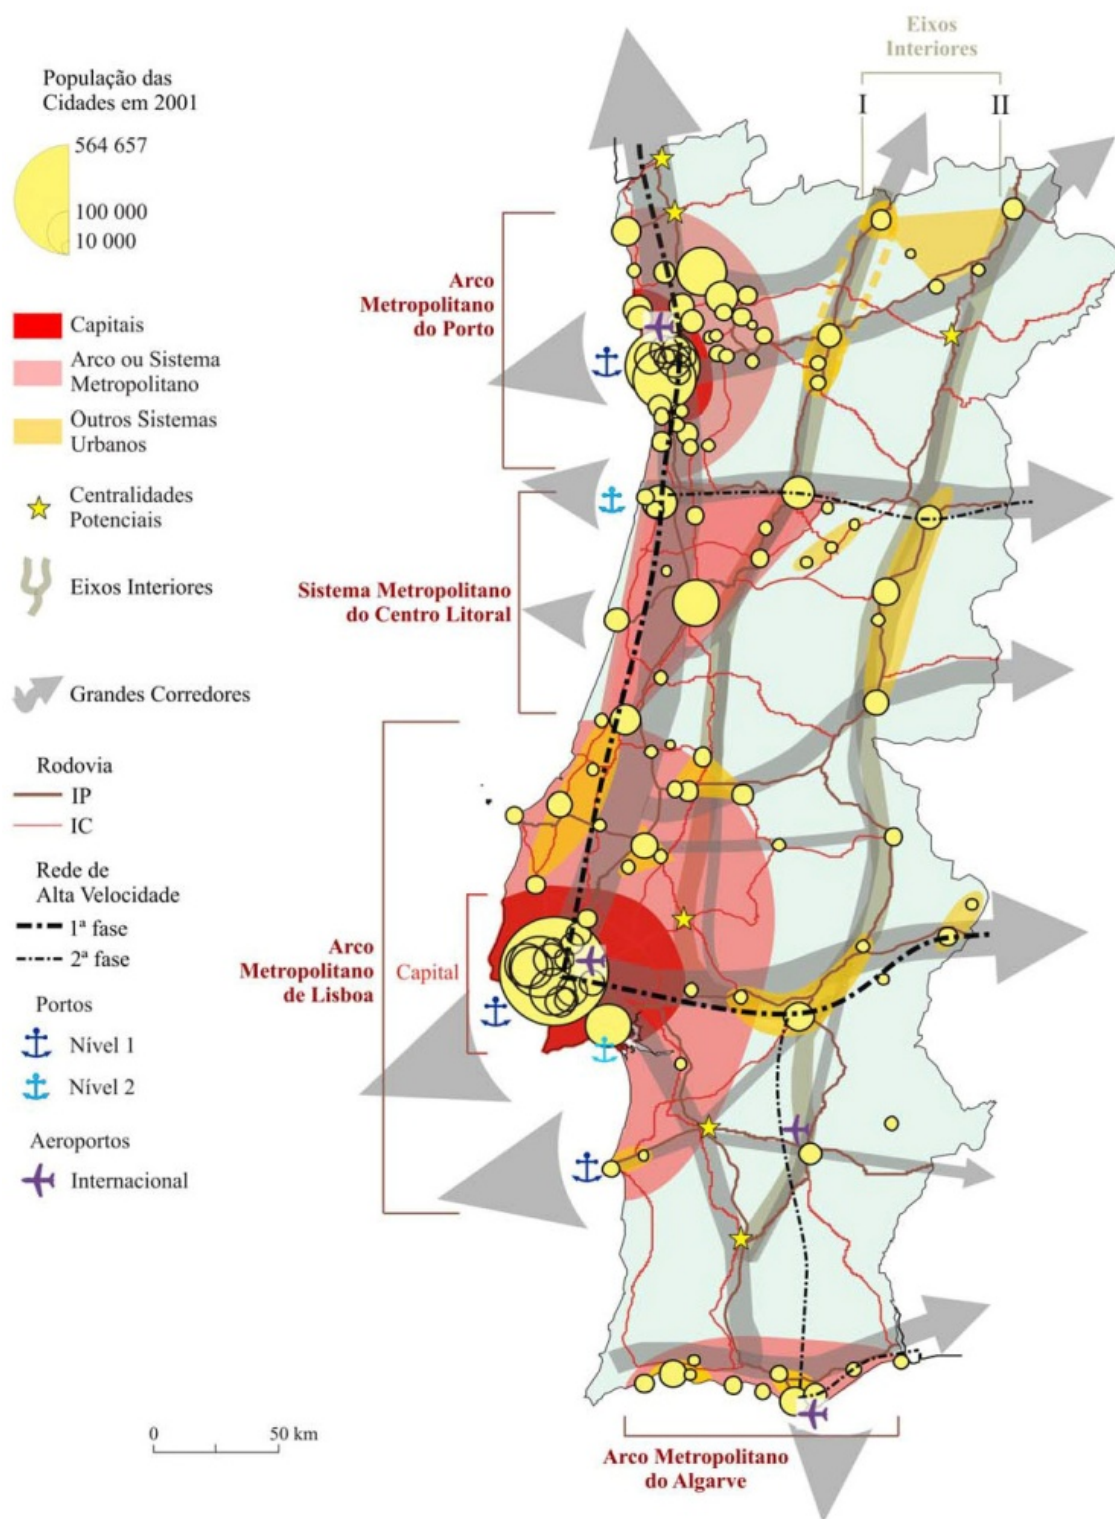 População das
Cidades em 2001
564 657
100 000
10 000
Capitais
Arco ou Sistema
Metropolitano
Outros Sistemas
Urbanos
Centralidades
Potenciais
Eixos Interiores
Grandes Corredores
Rodovia
IP
IC
Rede de
Alta Velocidade
1ª fase
2ª fase
Portos
Nível 1
Nível 2
Aeroportos
Internacional
0
50 km
Eixos
Interiores
I
II
Arco
Metropolitano
do Porto
Sistema Metropolitano
do Centro Litoral
Arco
Metropolitano
de Lisboa
Capital
Arco Metropolitano
do Algarve